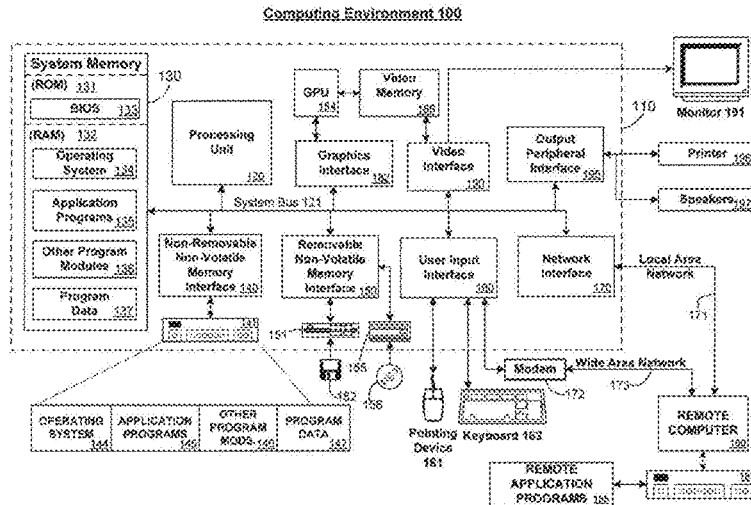 Computing Environment 100
System Memory
(ROM) 131
BIOS 133
(RAM) 132
Operating
System 134
Application
Programs 135
Other Program
Modules 136
Program
Data 137
130
Processing
Unit
120
GPU
184
Video
Memory
186
Graphics
Interface
182
Video
Interface
190
Output
Peripheral
Interface
195
110
Monitor 191
Printer
196
Speakers
197
System Bus 121
Non-Removable
Non-Volatile
Memory
Interface 140
Removable
Non-Volatile
Memory
Interface 150
User Input
Interface
160
Network
Interface
170
Local Area
Network
171
141
151
155
152
156
Modem
172
Wide Area Network
173
OPERATING
SYSTEM 144
APPLICATION
PROGRAMS 145
OTHER
PROGRAM
MODS.
PROGRAM
DATA 147
Pointing
Device
161
Keyboard 162
REMOTE
COMPUTER
180
REMOTE
APPLICATION
PROGRAMS 185